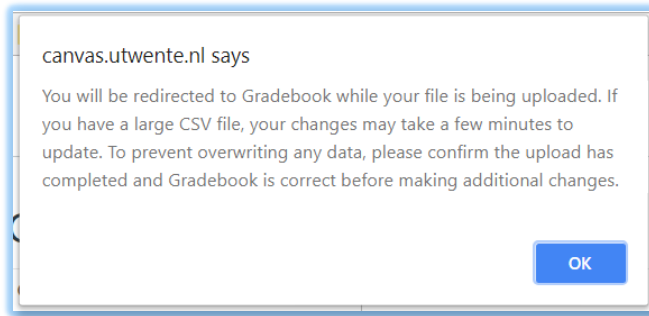 canvas.utwente.nl says
You will be redirected to Gradebook while your file is being uploaded. If
you have a large CSV file, your changes may take a few minutes to
update. To prevent overwriting any data, please confirm the upload has
completed and Gradebook is correct before making additional changes.
OK